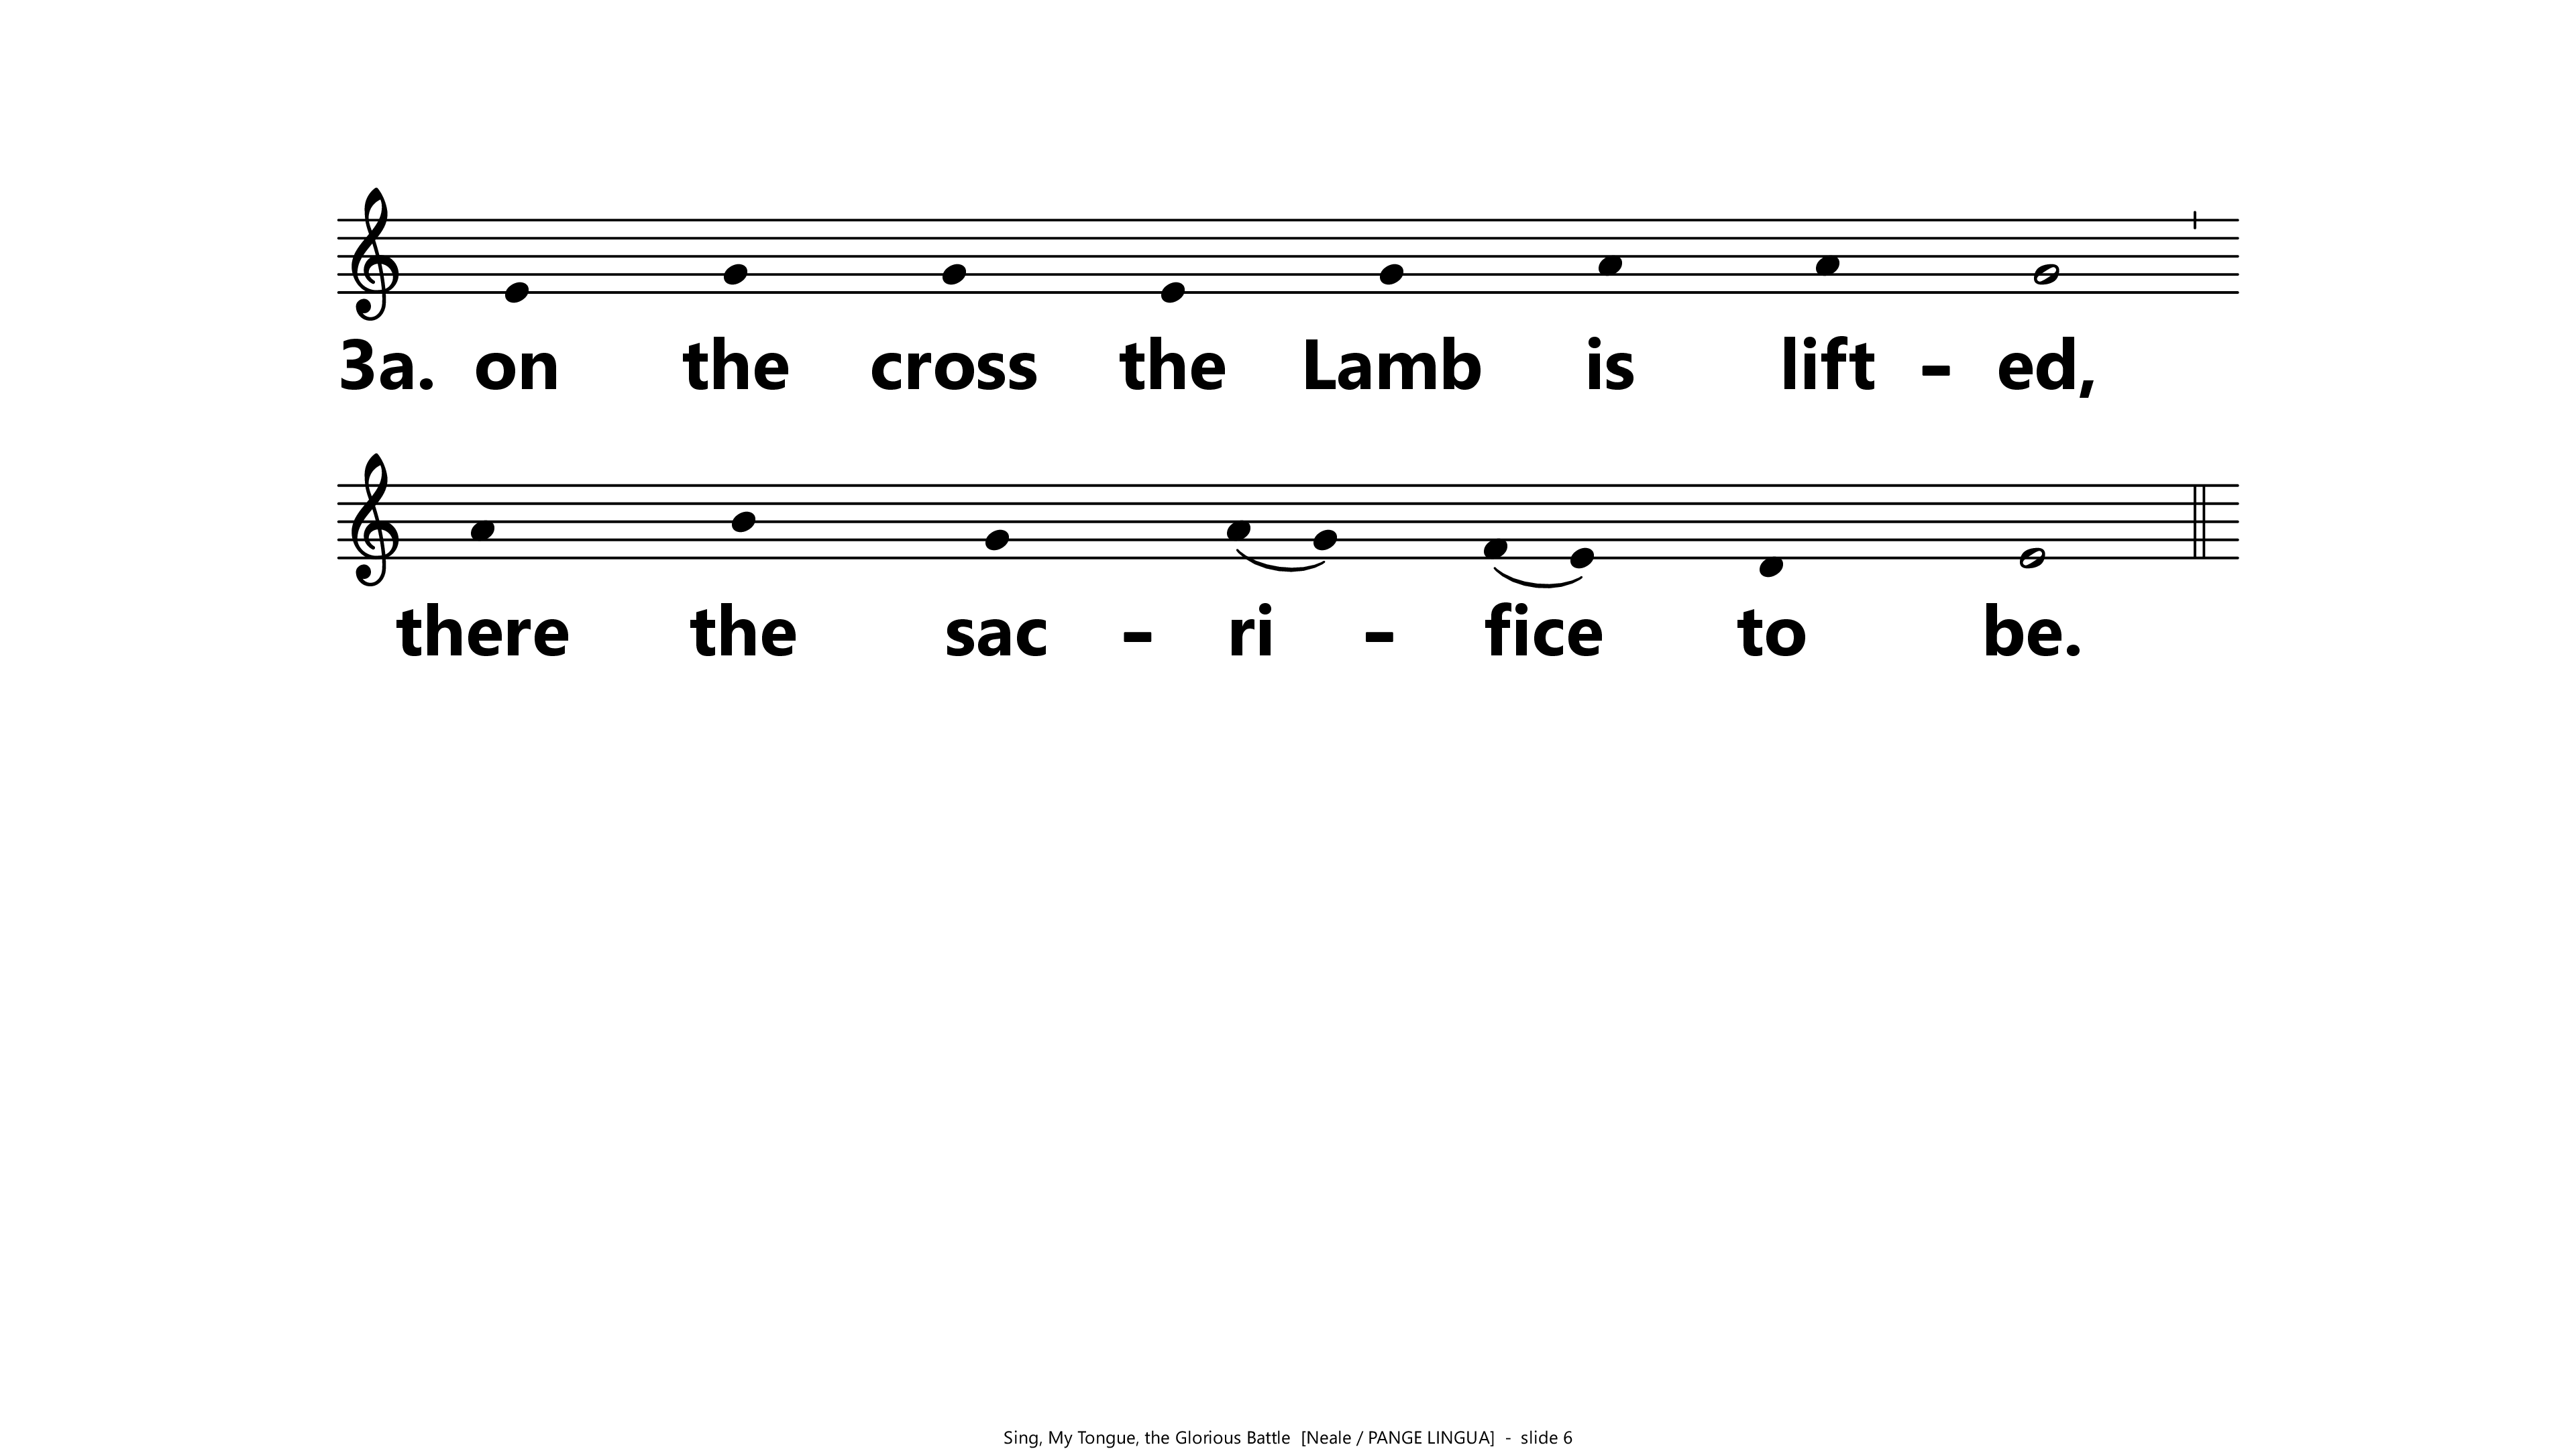 3a. on the cross the Lamb is lift - ed,
there the sac - ri - fice to be.
Sing, My Tongue, the Glorious Battle [Neale / PANGE LINGUA] - slide 6